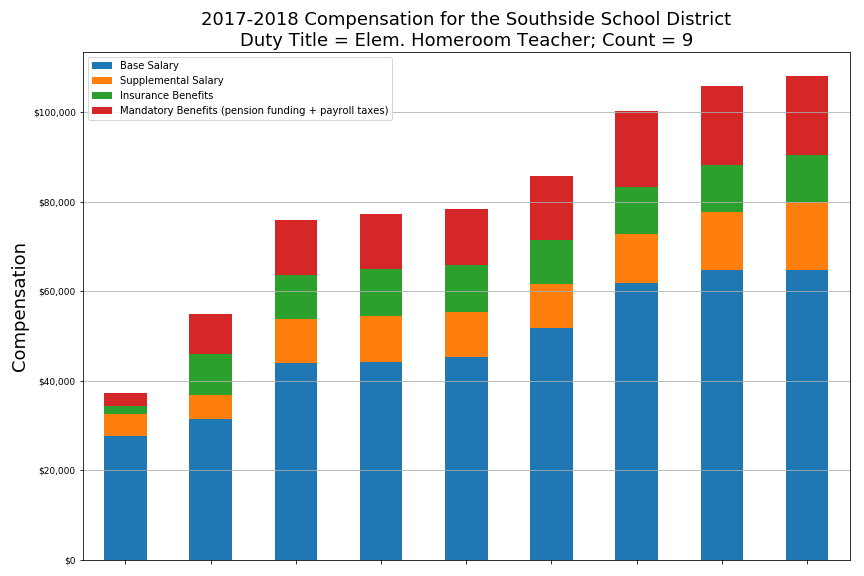 2017-2018 Compensation for the Southside School District
Duty Title = Elem. Homeroom Teacher; Count = 9
Base Salary
Supplemental Salary
Insurance Benefits
Mandatory Benefits (pension funding + payroll taxes)
$100,000
$80,000
$60,000
$40,000
$20,000
$0
Compensation